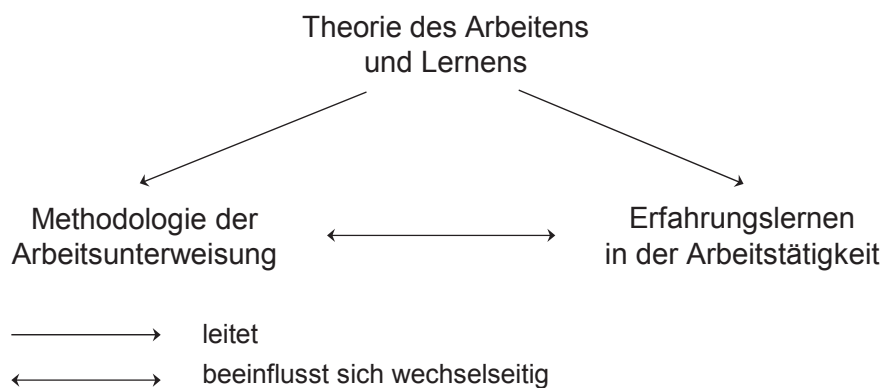 Theorie des Arbeitens
und Lernens
Methodologie der
Arbeitsunterweisung
Erfahrungslernen
in der Arbeitstätigkeit
leitet
beeinflusst sich wechselseitig